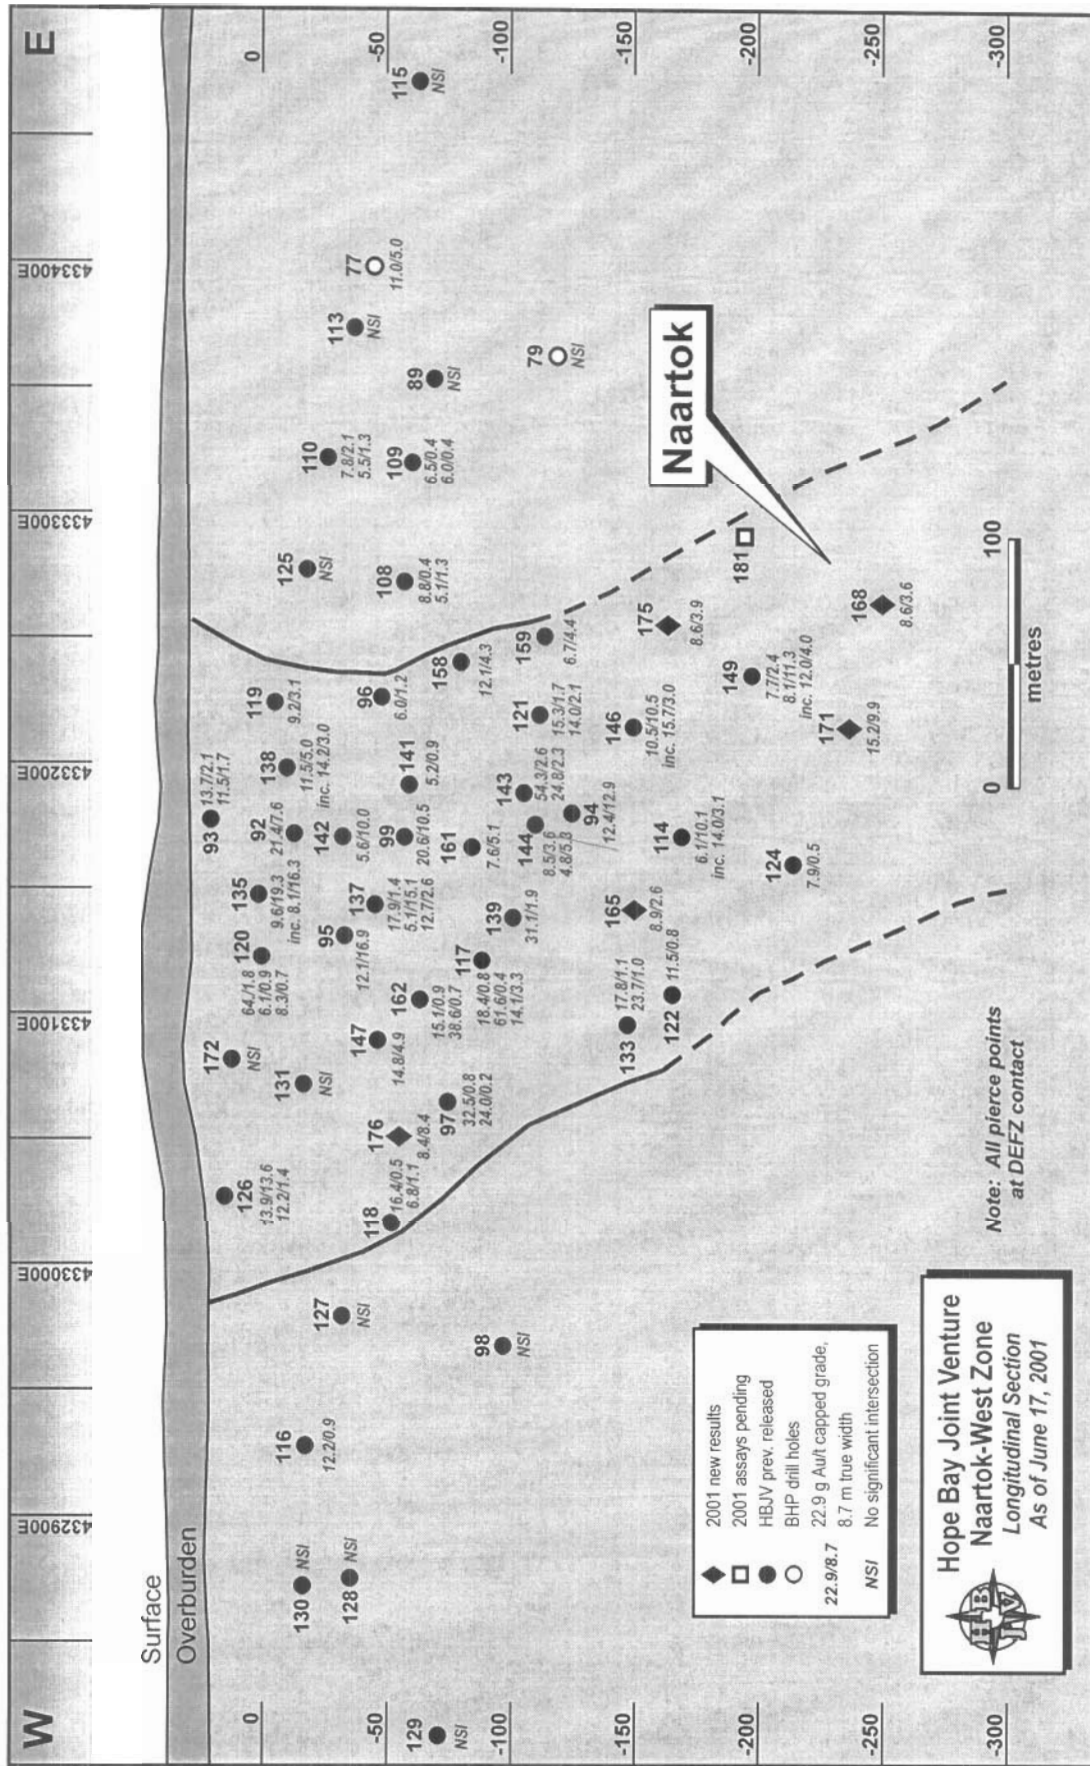 W
E
432900E
433000E
433100E
433200E
433300E
433400E
Surface
Overburden
0
-50
-100
-150
-200
-250
-300
0
-50
-100
-150
-200
-250
-300
129
NSI
130
NSI
128
NSI
116
12.2/0.9
98
NSI
127
NSI
126
13.9/13.6
12.2/1.4
118
16.4/0.5
6.8/1.1
176
8.4/8.4
97
32.5/0.8
24.0/0.2
172
NSI
131
NSI
147
14.8/4.9
162
15.1/0.9
38.6/0.7
133
17.8/1.1
23.7/1.0
122
11.5/0.8
120
64./1.8
6.1/0.9
8.3/0.7
95
12.1/16.9
117
18.4/0.8
61.6/0.4
14.1/3.3
135
9.6/19.3
inc. 8.1/16.3
137
17.9/1.4
5.1/15.1
12.7/2.6
139
31.1/1.9
165
8.9/2.6
93
13.7/2.1
11.5/1.7
92
21.4/7.6
142
5.6/10.0
99
20.6/10.5
161
7.6/5.1
144
8.5/3.6
4.8/5.3
94
12.4/12.9
114
6.1/10.1
inc. 14.0/3.1
124
7.9/0.5
138
11.5/5.0
inc. 14.2/3.0
141
5.2/0.9
143
54.3/2.6
24.8/2.3
119
9.2/3.1
96
6.0/1.2
121
15.3/1.7
14.0/2.1
146
10.5/10.5
inc. 15.7/3.0
171
15.2/9.9
158
12.1/4.3
159
6.7/4.4
149
7.7/2.4
8.1/11.3
inc. 12.0/4.0
175
8.6/3.9
168
8.6/3.6
181
125
NSI
108
8.8/0.4
5.1/1.3
110
7.8/2.1
5.5/1.3
109
6.5/0.4
6.0/0.4
89
NSI
113
NSI
79
NSI
77
11.0/5.0
115
NSI
Naartok
0
100
metres
Note: All pierce points
at DEFZ contact
2001 new results
2001 assays pending
HBJV prev. released
BHP drill holes
22.9/8.7
22.9 g Au/t capped grade,
8.7 m true width
NSI
No significant intersection
HB
JV
Hope Bay Joint Venture
Naartok-West Zone
Longitudinal Section
As of June 17, 2001